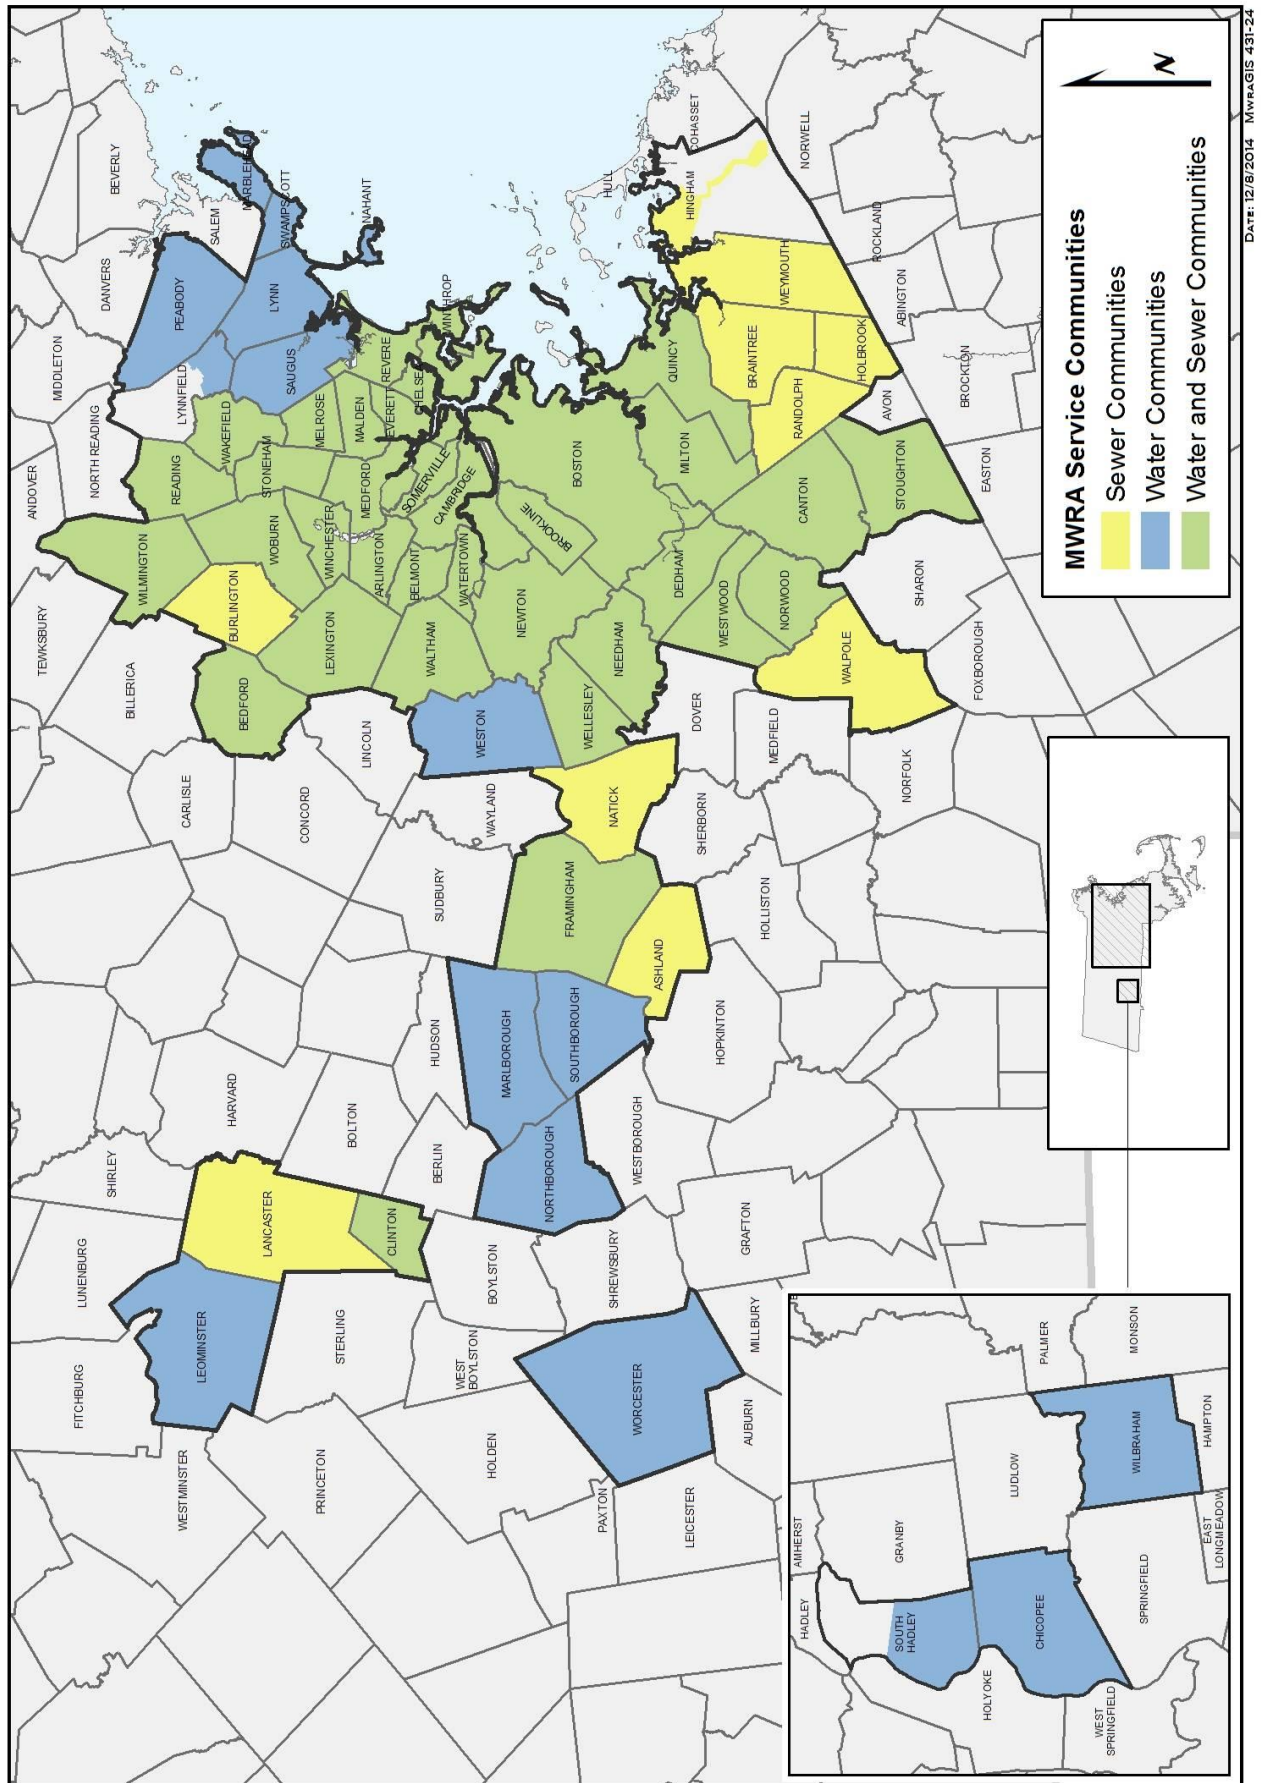 ANDOVER
MIDDLETON
DANVERS
BEVERLY
TEWKSBURY
NORTH READING
BILLERICA
WILMINGTON
READING
LYNNFIELD
PEABODY
SALEM
MARBLEHEAD
SWAMPSCOTT
NAHANT
LYNN
SAUGUS
WAKEFIELD
STONEHAM
MELROSE
MALDEN
REVERE
EVERETT
CHELSEA
WINTHROP
MEDFORD
SOMERVILLE
CAMBRIDGE
WOBURN
WINCHESTER
ARLINGTON
BELMONT
WATERTOWN
BURLINGTON
BEDFORD
LEXINGTON
WALTHAM
NEWTON
BROOKLINE
BOSTON
HULL
COHASSET
HINGHAM
NORWELL
ROCKLAND
WEYMOUTH
QUINCY
BRAINTREE
HOLBROOK
RANDOLPH
ABINGTON
AVON
BROCKTON
MILTON
CANTON
STOUGHTON
EASTON
DEDHAM
WESTWOOD
NORWOOD
SHARON
WALPOLE
FOXBOROUGH
NEEDHAM
WELLESLEY
DOVER
MEDFIELD
NORFOLK
WESTON
LINCOLN
CARLISLE
CONCORD
WAYLAND
NATICK
SHERBORN
SUDBURY
FRAMINGHAM
ASHLAND
HOLLISTON
HOPKINTON
HUDSON
MARLBOROUGH
SOUTHBOROUGH
NORTHBOROUGH
WESTBOROUGH
HARVARD
BOLTON
BERLIN
SHIRLEY
LANCASTER
CLINTON
LUNENBURG
LEOMINSTER
FITCHBURG
STERLING
BOYLSTON
WEST
BOYLSTON
SHREWSBURY
GRAFTON
MILLBURY
WORCESTER
AUBURN
HOLDEN
PRINCETON
WESTMINSTER
PAXTON
LEICESTER
HADLEY
AMHERST
GRANBY
SOUTH
HADLEY
LUDLOW
PALMER
MONSON
HOLYOKE
CHICOPEE
WILBRAHAM
HAMPTON
WEST
SPRINGFIELD
SPRINGFIELD
EAST
LONGMEADOW
MWRA Service Communities
Sewer Communities
Water Communities
Water and Sewer Communities
N
DATE: 12/8/2014 MWRAGIS 431-24